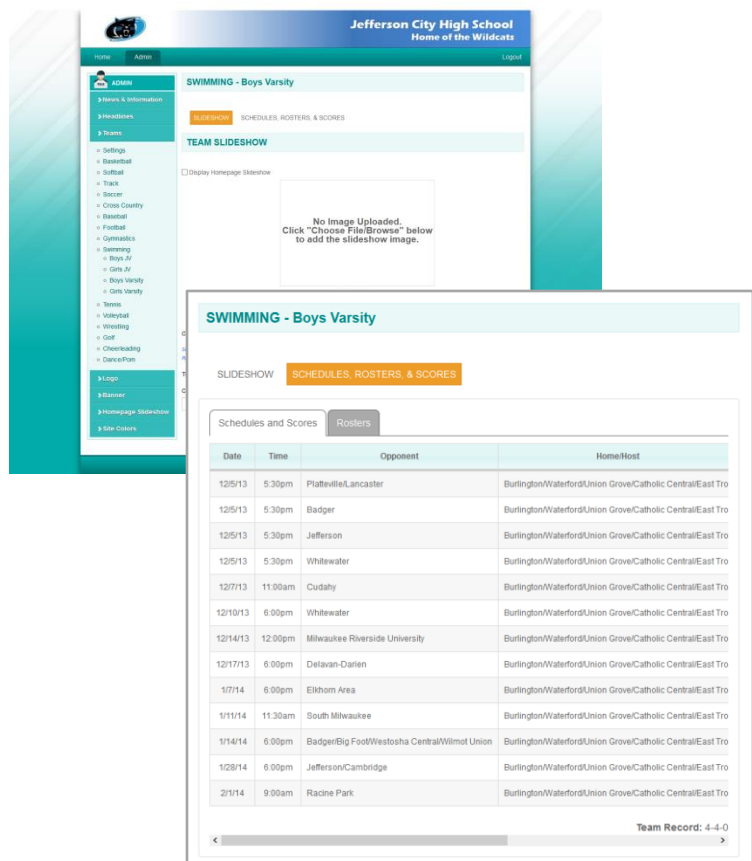 Jefferson City High School
Home of the Wildcats
Home Admin Logout
ADMIN
News & Information
Headlines
Teams
Settings
Basketball
Softball
Track
Soccer
Cross Country
Baseball
Football
Gymnastics
Swimming
Boys JV
Girls JV
Boys Varsity
Girls Varsity
Tennis
Volleyball
Wrestling
Golf
Cheerleading
Dance/Pom
Logo
Banner
Homepage Slideshow
Site Colors
SWIMMING - Boys Varsity
SLIDESHOW SCHEDULES, ROSTERS, & SCORES
TEAM SLIDESHOW
Display Homepage Slideshow
No Image Uploaded.
Click "Choose File/Browse" below
to add the slideshow image.
SWIMMING - Boys Varsity
SLIDESHOW SCHEDULES, ROSTERS, & SCORES
Schedules and Scores Rosters
Date Time Opponent Home/Host
12/5/13 5:30pm Platteville/Lancaster Burlington/Waterford/Union Grove/Catholic Central/East Tro
12/5/13 5:30pm Badger Burlington/Waterford/Union Grove/Catholic Central/East Tro
12/5/13 5:30pm Jefferson Burlington/Waterford/Union Grove/Catholic Central/East Tro
12/5/13 5:30pm Whitewater Burlington/Waterford/Union Grove/Catholic Central/East Tro
12/7/13 11:00am Cudahy Burlington/Waterford/Union Grove/Catholic Central/East Tro
12/10/13 6:00pm Whitewater Burlington/Waterford/Union Grove/Catholic Central/East Tro
12/14/13 12:00pm Milwaukee Riverside University Burlington/Waterford/Union Grove/Catholic Central/East Tro
12/17/13 6:00pm Delavan-Darien Burlington/Waterford/Union Grove/Catholic Central/East Tro
1/7/14 6:00pm Elkhorn Area Burlington/Waterford/Union Grove/Catholic Central/East Tro
1/11/14 11:30am South Milwaukee Burlington/Waterford/Union Grove/Catholic Central/East Tro
1/14/14 6:00pm Badger/Big Foot/Westosha Central/Wilmot Union Burlington/Waterford/Union Grove/Catholic Central/East Tro
1/28/14 6:00pm Jefferson/Cambridge Burlington/Waterford/Union Grove/Catholic Central/East Tro
2/1/14 9:00am Racine Park Burlington/Waterford/Union Grove/Catholic Central/East Tro
Team Record: 4-4-0